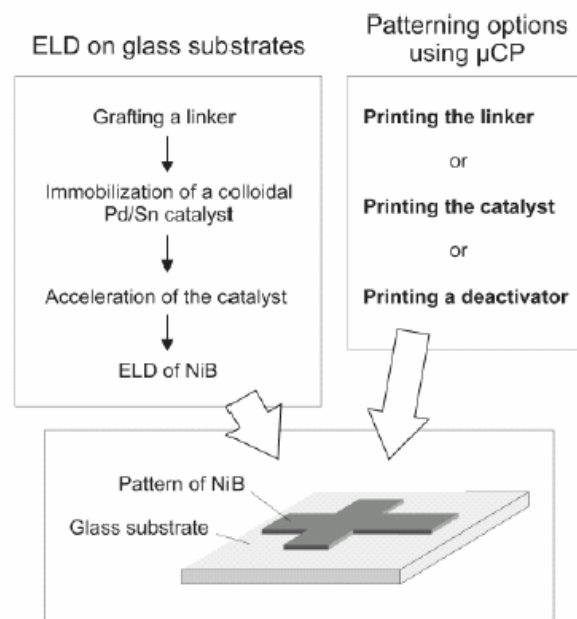 ELD on glass substrates
Grafting a linker
Immobilization of a colloidal
Pd/Sn catalyst
Acceleration of the catalyst
ELD of NiB
Patterning options
using µCP
Printing the linker
or
Printing the catalyst
or
Printing a deactivator
Pattern of NiB
Glass substrate